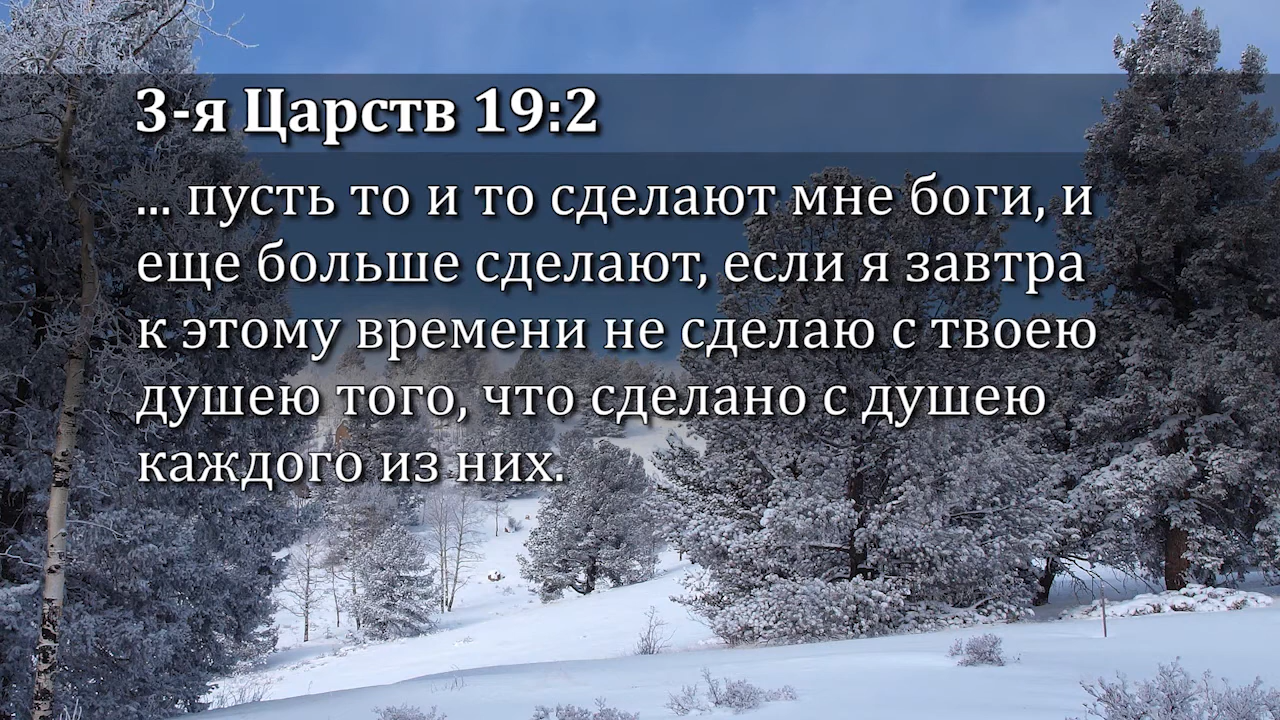 3-я Царств 19:2
... пусть то и то сделают мне боги, и
еще больше сделают, если я завтра
к этому времени не сделаю с твоею
душею того, что сделано с душею
каждого из них.